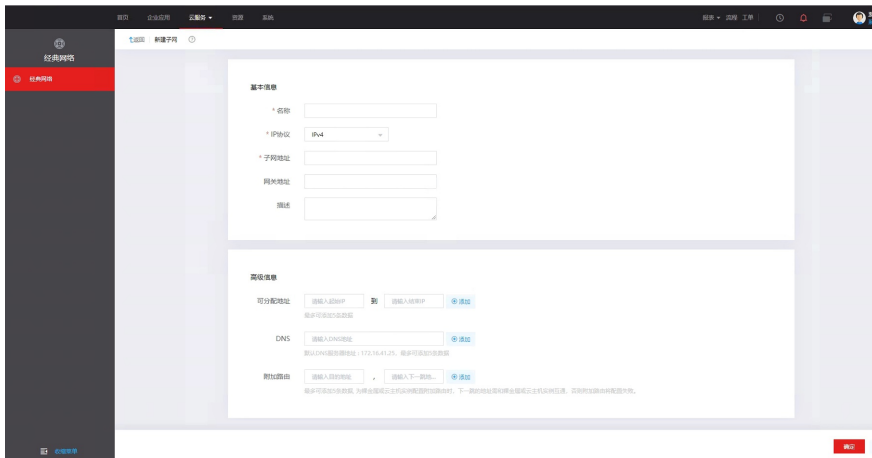 首页 企业应用 云服务 资源 系统 报表 流程 工单
经典网络
返回 新建子网
经典网络
基本信息
* 名称
* IP协议 IPv4
* 子网地址
网关地址
描述
高级信息
可分配地址 请输入起始IP 到 请输入结束IP 添加
最多可添加5条数据
DNS 请输入DNS地址 添加
附加路由 请输入目的地址 , 请输入下一跳地... 添加
收缩菜单 确定